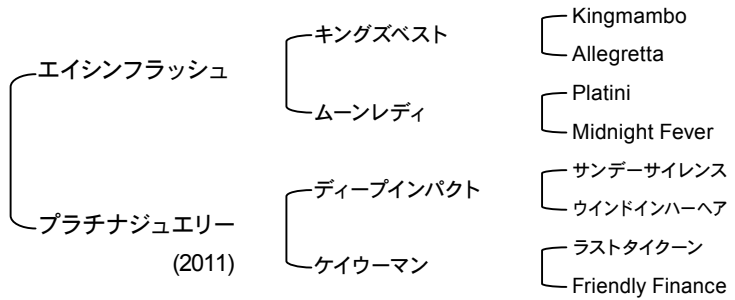 エイシンフラッシュ
キングズベスト
Kingmambo
Allegretta
ムーンレディ
Platini
Midnight Fever
プラチナジュエリー
(2011)
ディープインパクト
サンデーサイレンス
ウインドインハーヘア
ケイウーマン
ラストタイクーン
Friendly Finance